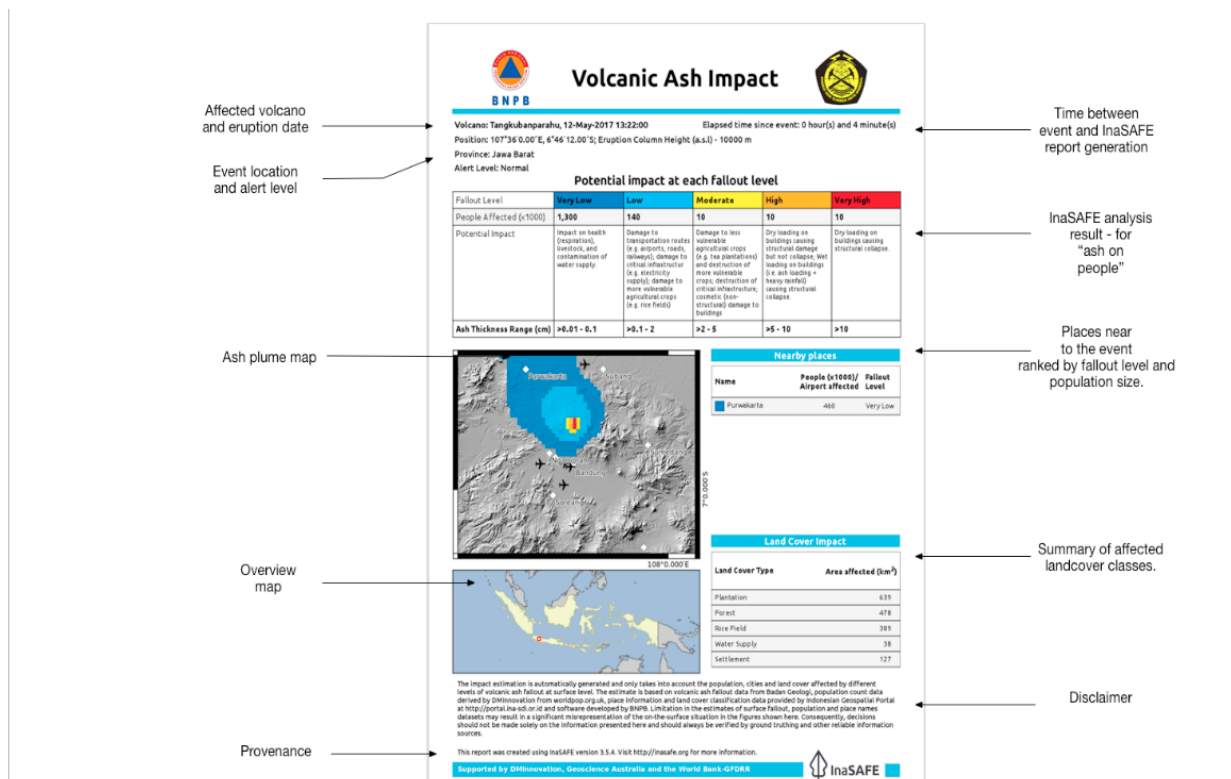 Volcanic Ash Impact
BNPB
Affected volcano
and eruption date
Volcano: Tangkubanparahu, 12-May-2017 13:22:00
Elapsed time since event: 0 hour(s) and 4 minute(s)
Time between
event and InaSAFE
report generation
Position: 107°36'0.00"E, 6°46'12.00"S; Eruption Column Height (a.s.l) - 10000 m
Province: Jawa Barat
Alert Level: Normal
Event location
and alert level
Potential impact at each fallout level
Fallout Level Very Low Low Moderate High Very High
People Affected (x1000) 1,300 140 10 10 10
Potential Impact
Impact on health
(respiration),
livestock, and
contamination of
water supply.
Damage to
transportation routes
(e.g. airports, roads,
railways); damage to
critical infrastructur
(e.g. electricity
supply); damage to
more vulnerable
agricultural crops
(e.g. rice fields)
Damage to less
vulnerable
agricultural crops
(e.g. tea plantations)
and destruction of
more vulnerable
crops; destruction of
critical infrastructure;
cosmetic (non-
structural) damage to
buildings
Dry loading on
buildings causing
structural damage
but not collapse; Wet
loading on buildings
(i.e. ash loading +
heavy rainfall)
causing structural
collapse.
Dry loading on
buildings causing
structural collapse.
Ash Thickness Range (cm) >0.01 - 0.1 >0.1 - 2 >2 - 5 >5 - 10 >10
InaSAFE analysis
result - for
“ash on
people”
Ash plume map
Purwakarta
Bandung
Soreang
7°0.000'S
108°0.000'E
Nearby places
Name
People (x1000)/
Airport affected
Fallout
Level
Purwakarta 460 Very Low
Places near
to the event
ranked by fallout level and
population size.
Land Cover Impact
Land Cover Type Area affected (km²)
Plantation 639
Forest 478
Rice Field 389
Water Supply 38
Settlement 127
Summary of affected
landcover classes.
Overview
map
The impact estimation is automatically generated and only takes into account the population, cities and land cover affected by different
levels of volcanic ash fallout at surface level. The estimate is based on volcanic ash fallout data from Badan Geologi, population count data
derived by DMInnovation from worldpop.org.uk, place information and land cover classification data provided by Indonesian Geospatial Portal
at http://portal.ina-sdi.or.id and software developed by BNPB. Limitation in the estimates of surface fallout, population and place names
datasets may result in a significant misrepresentation of the on-the-surface situation in the figures shown here. Consequently, decisions
should not be made solely on the information presented here and should always be verified by ground truthing and other reliable information
sources.
Disclaimer
Provenance
This report was created using InaSAFE version 3.5.4. Visit http://inasafe.org for more information.
Supported by DMInnovation, Geoscience Australia and the World Bank-GFDRR
InaSAFE